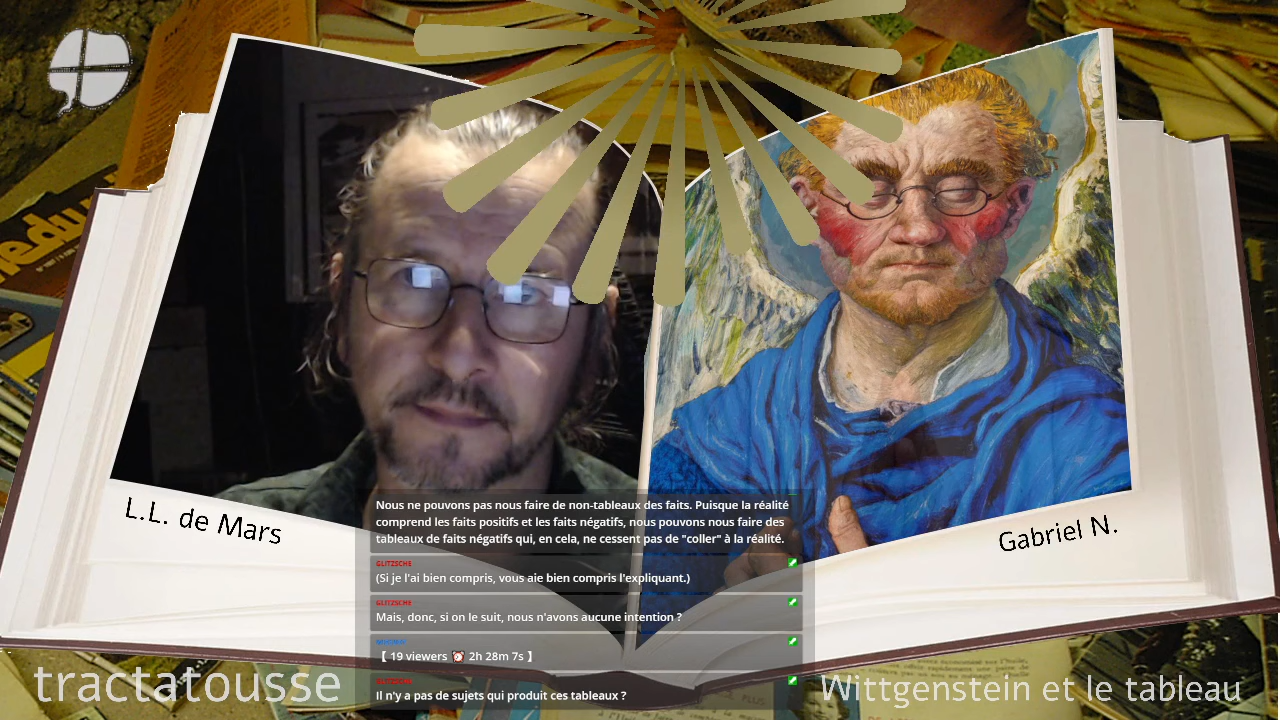 L.L. de Mars
Gabriel N.
Nous ne pouvons pas nous faire de non-tableaux des faits. Puisque la réalité
comprend les faits positifs et les faits négatifs, nous pouvons nous faire des
tableaux de faits négatifs qui, en cela, ne cessent pas de "coller" à la réalité.
GLITZSCHE
(Si je l'ai bien compris, vous aie bien compris l'expliquant.)
GLITZSCHE
Mais, donc, si on le suit, nous n'avons aucune intention ?
【 19 viewers ⏰ 2h 28m 7s 】
GLITZSCHE
Il n'y a pas de sujets qui produit ces tableaux ?
tractatousse
Wittgenstein et le tableau